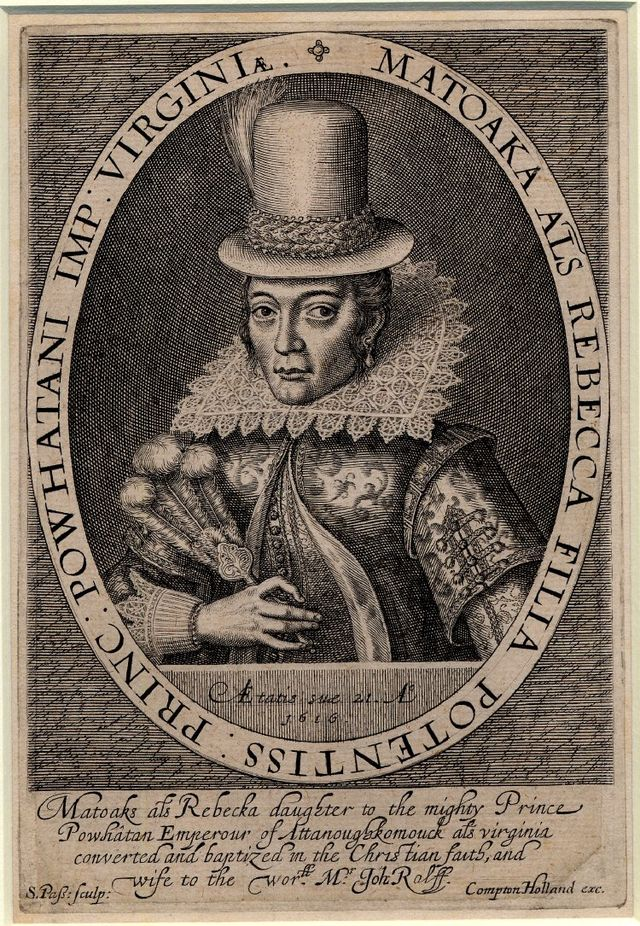 MATOAKA ALS REBECCA FILIA POTENTISS : PRINC : POWHATANI IMP : VIRGINIÆ .
Ætatis suæ 21. Aº
1616.
Matoaks als Rebecka daughter to the mighty Prince
Powhâtan Emperour of Attanoughkomouck als virginia
converted and baptized in the Christian faith, and
wife to the worff. Mr. Joh Rolff.
S. Paß: sculp: Compton Holland exc.